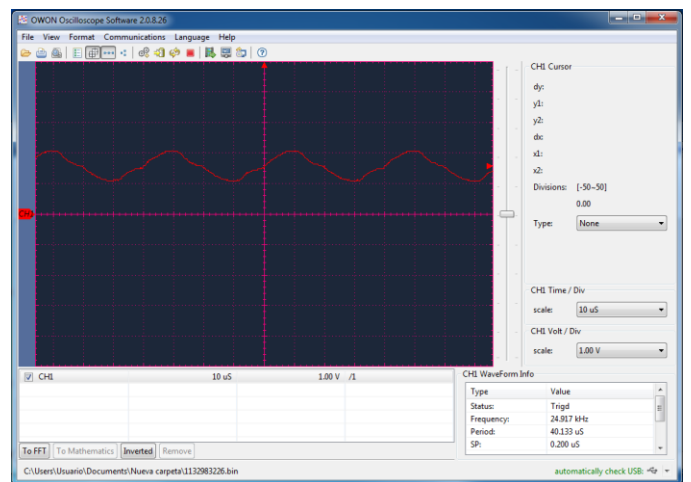 OWON Oscilloscope Software 2.0.8.26
File View Format Communications Language Help
CH1 Cursor
dy:
y1:
y2:
dx:
x1:
x2:
Divisions: [-50~50]
0.00
Type: None
CH1
CH1 Time / Div
scale: 10 uS
CH1 Volt / Div
scale: 1.00 V
CH1 10 uS 1.00 V /1
CH1 WaveForm Info
Type Value
Status: Trigd
Frequency: 24.917 kHz
Period: 40.133 uS
SP: 0.200 uS
To FFT To Mathematics Inverted Remove
C:\Users\Usuario\Documents\Nueva carpeta\1132983226.bin
automatically check USB: